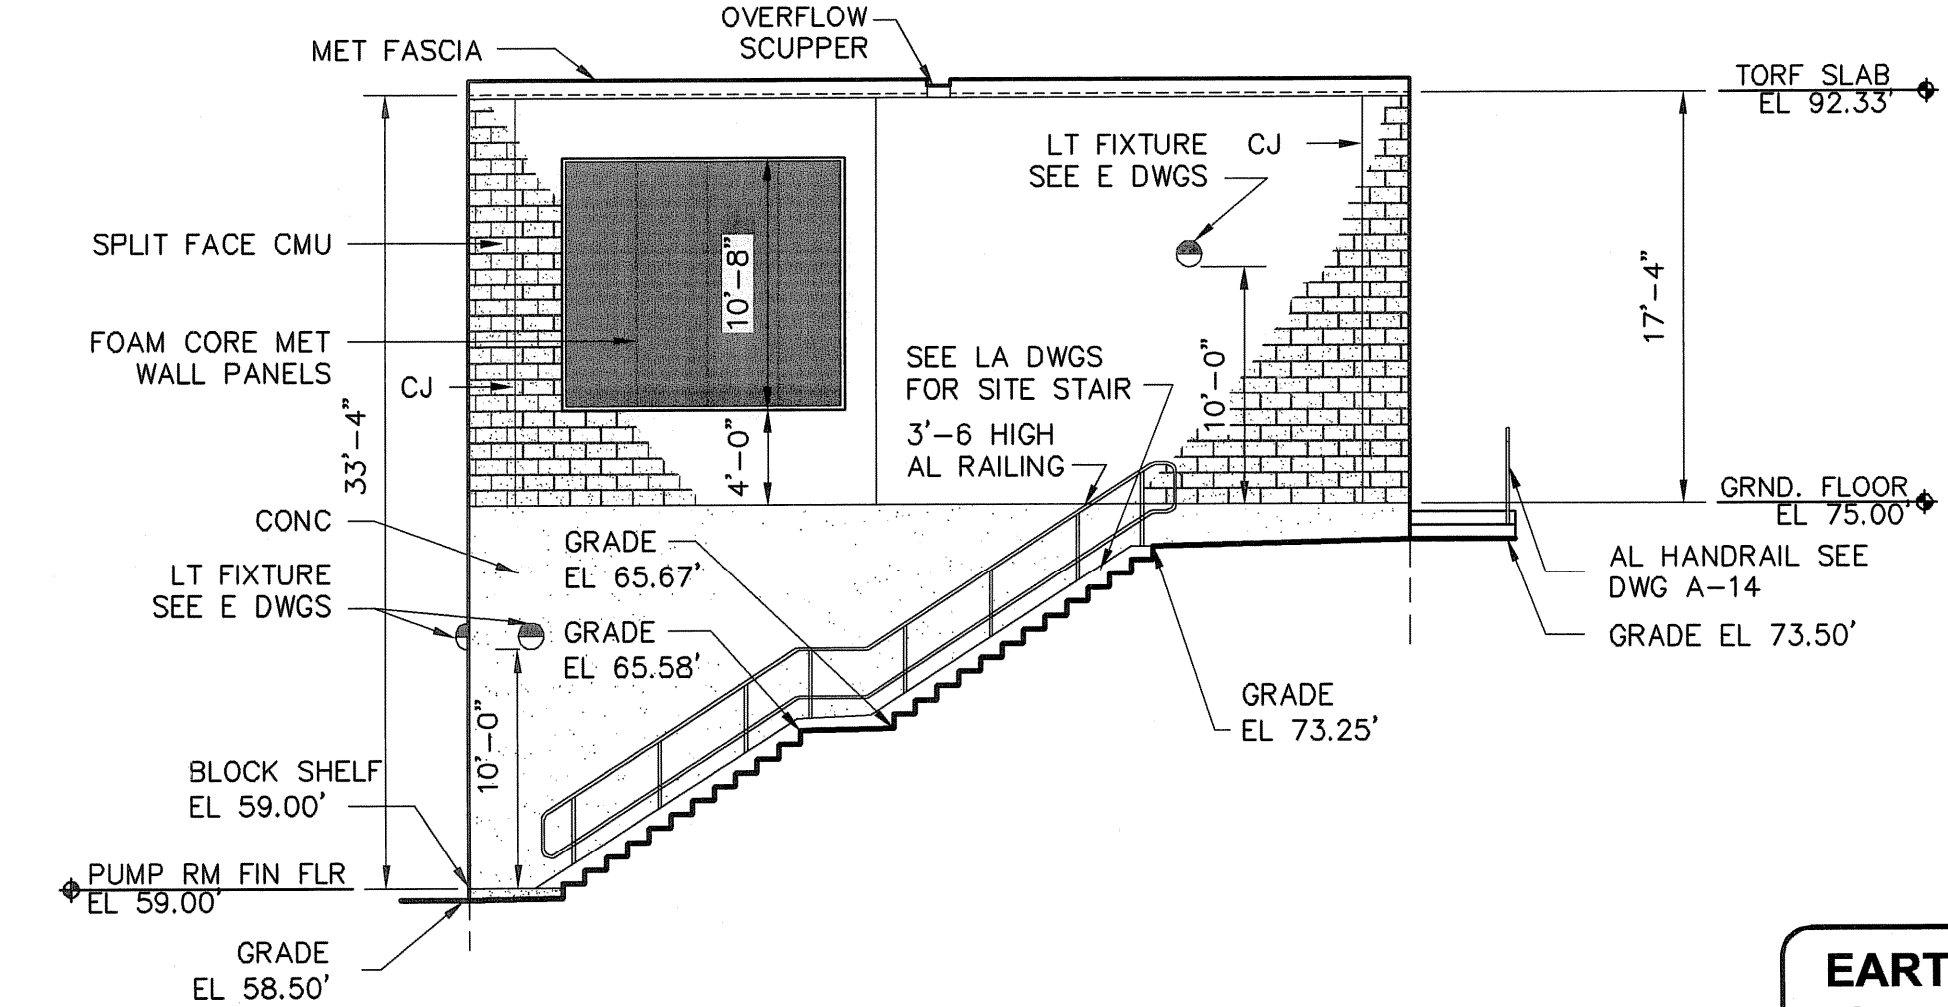 OVERFLOW
SCUPPER
MET FASCIA
TORF SLAB
EL 92.33'
LT FIXTURE
SEE E DWGS
CJ
SPLIT FACE CMU
10'-8"
17'-4"
FOAM CORE MET
WALL PANELS
SEE LA DWGS
FOR SITE STAIR
10'-0"
CJ
33'-4"
3'-6 HIGH
AL RAILING
4'-0"
GRND. FLOOR
EL 75.00'
CONC
GRADE
EL 65.67'
AL HANDRAIL SEE
DWG A-14
LT FIXTURE
SEE E DWGS
GRADE
EL 65.58'
GRADE EL 73.50'
GRADE
EL 73.25'
10'-0"
BLOCK SHELF
EL 59.00'
PUMP RM FIN FLR
EL 59.00'
GRADE
EL 58.50'
EART